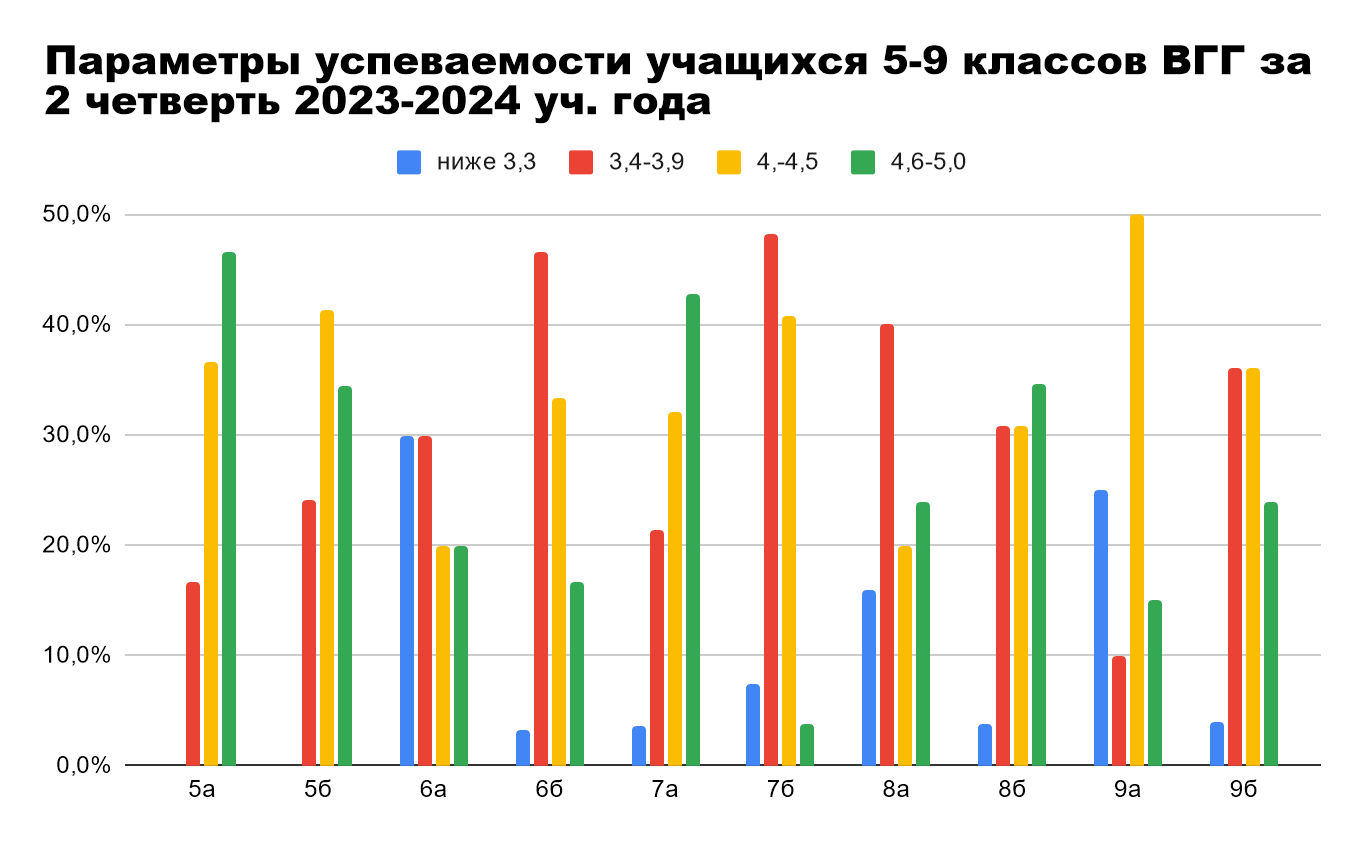 Параметры успеваемости учащихся 5-9 классов ВГГ за
2 четверть 2023-2024 уч. года
ниже 3,3 3,4-3,9 4,-4,5 4,6-5,0
50,0%
40,0%
30,0%
20,0%
10,0%
0,0%
5а 5б 6а 6б 7а 7б 8а 8б 9а 9б